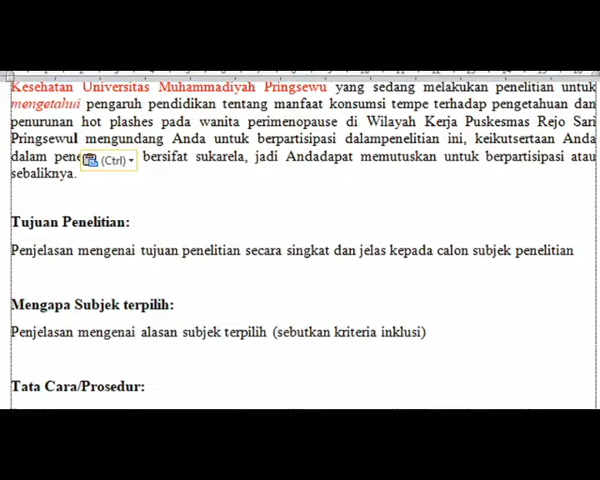 Kesehatan Universitas Muhammadiyah Pringsewu yang sedang melakukan penelitian untuk
mengetahui pengaruh pendidikan tentang manfaat konsumsi tempe terhadap pengetahuan dan
penurunan hot plashes pada wanita perimenopause di Wilayah Kerja Puskesmas Rejo Sari
Pringsewu mengundang Anda untuk berpartisipasi dalampenelitian ini, keikutsertaan Anda
dalam pene (Ctrl) bersifat sukarela, jadi Andadapat memutuskan untuk berpartisipasi atau
sebaliknya.
Tujuan Penelitian:
Penjelasan mengenai tujuan penelitian secara singkat dan jelas kepada calon subjek penelitian
Mengapa Subjek terpilih:
Penjelasan mengenai alasan subjek terpilih (sebutkan kriteria inklusi)
Tata Cara/Prosedur: